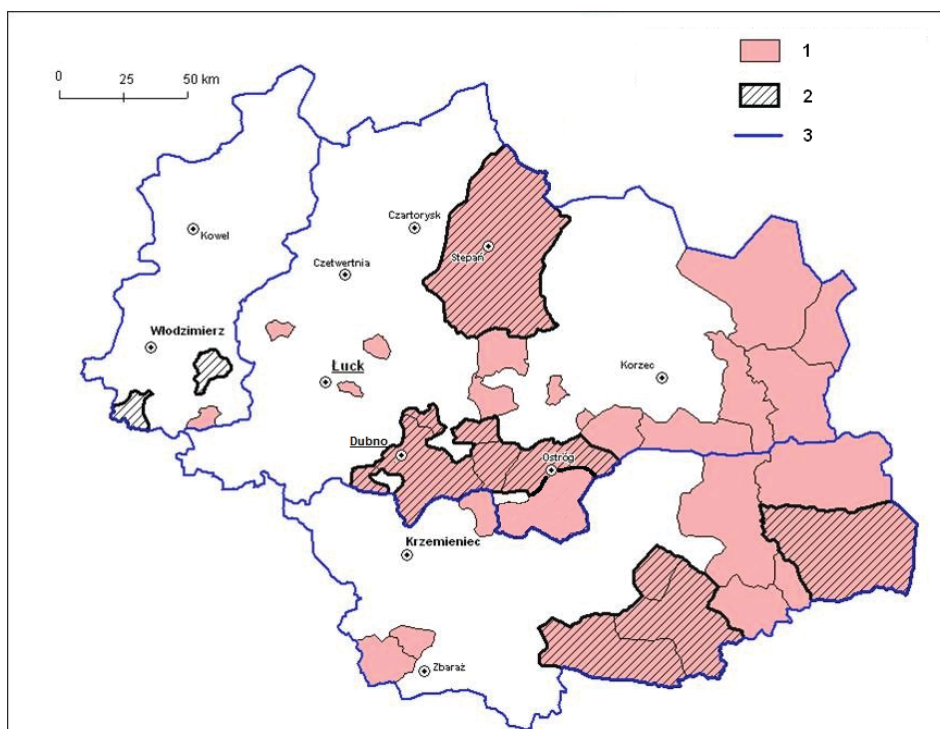 0 25 50 km
1
2
3
Czartorysk
Kowel
Stepań
Czetwertnia
Włodzimierz
Korzec
Łuck
Dubno
Ostróg
Krzemieniec
Zbaraż